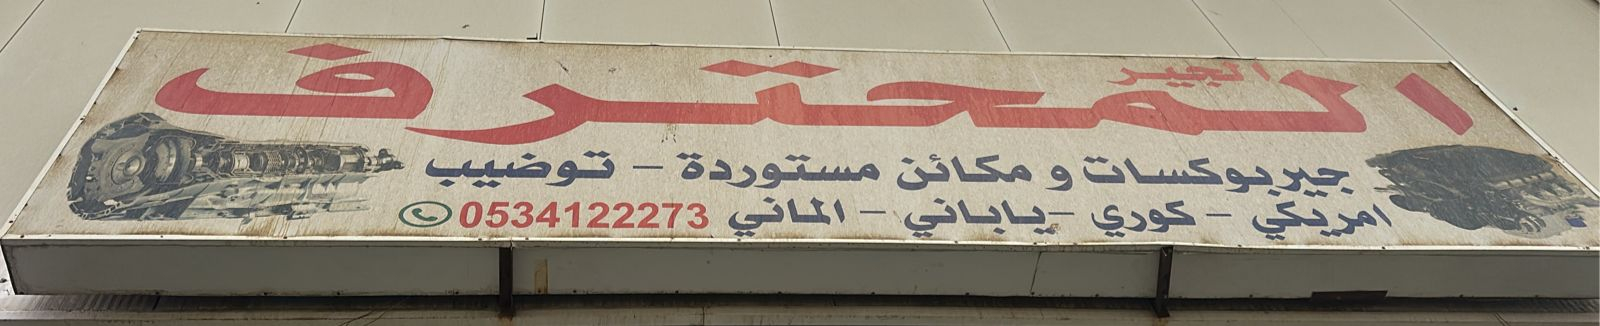 الجير
المحترف
جيربوكسات و مكائن مستوردة - توضيب
امريكي - كوري - ياباني - الماني 0534122273